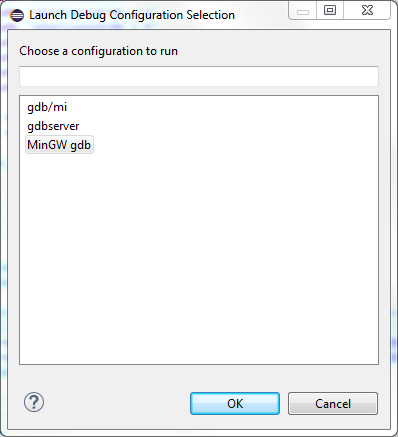 Launch Debug Configuration Selection
Choose a configuration to run
gdb/mi
gdbserver
MinGW gdb
?
OK
Cancel